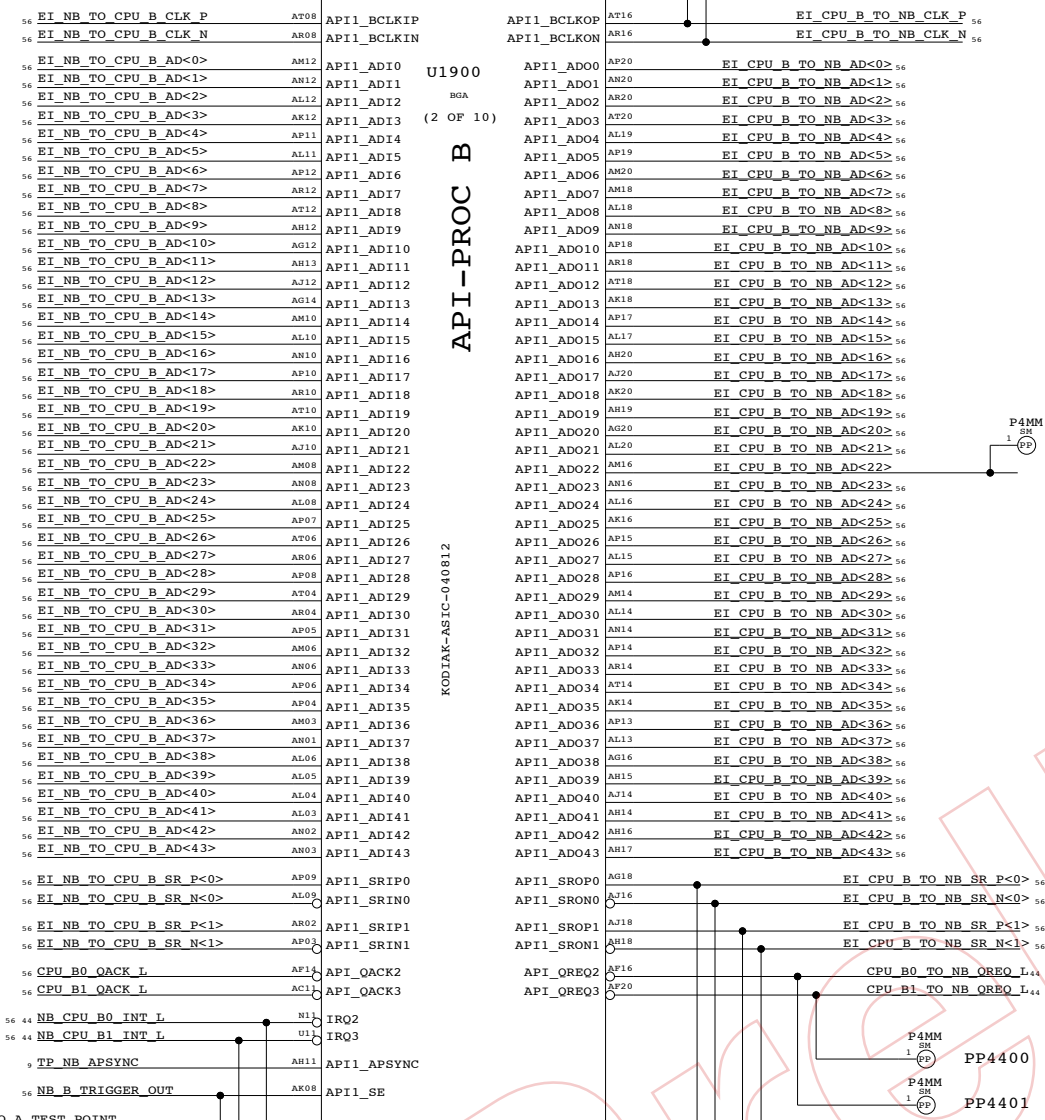 56 EI_NB_TO_CPU_B_CLK_P AT08 API1_BCLKIP API1_BCLKOP AT16 EI_CPU_B_TO_NB_CLK_P 56
56 EI_NB_TO_CPU_B_CLK_N AR08 API1_BCLKIN API1_BCLKON AR16 EI_CPU_B_TO_NB_CLK_N 56
56 EI_NB_TO_CPU_B_AD<0> AM12 API1_ADI0 API1_ADO0 AP20 EI_CPU_B_TO_NB_AD<0> 56
U1900
56 EI_NB_TO_CPU_B_AD<1> AN12 API1_ADI1 API1_ADO1 AN20 EI_CPU_B_TO_NB_AD<1> 56
BGA
56 EI_NB_TO_CPU_B_AD<2> AL12 API1_ADI2 API1_ADO2 AR20 EI_CPU_B_TO_NB_AD<2> 56
(2 OF 10)
56 EI_NB_TO_CPU_B_AD<3> AK12 API1_ADI3 API1_ADO3 AT20 EI_CPU_B_TO_NB_AD<3> 56
56 EI_NB_TO_CPU_B_AD<4> AP11 API1_ADI4 API1_ADO4 AL19 EI_CPU_B_TO_NB_AD<4> 56
56 EI_NB_TO_CPU_B_AD<5> AL11 API1_ADI5 API1_ADO5 AP19 EI_CPU_B_TO_NB_AD<5> 56
56 EI_NB_TO_CPU_B_AD<6> AP12 API1_ADI6 API1_ADO6 AM20 EI_CPU_B_TO_NB_AD<6> 56
56 EI_NB_TO_CPU_B_AD<7> AR12 API1_ADI7 API1_ADO7 AM18 EI_CPU_B_TO_NB_AD<7> 56
56 EI_NB_TO_CPU_B_AD<8> AT12 API1_ADI8 API1_ADO8 AL18 EI_CPU_B_TO_NB_AD<8> 56
56 EI_NB_TO_CPU_B_AD<9> AH12 API1_ADI9 API1_ADO9 AN18 EI_CPU_B_TO_NB_AD<9> 56
API-PROC B
56 EI_NB_TO_CPU_B_AD<10> AG12 API1_ADI10 API1_ADO10 AP18 EI_CPU_B_TO_NB_AD<10> 56
56 EI_NB_TO_CPU_B_AD<11> AH13 API1_ADI11 API1_ADO11 AR18 EI_CPU_B_TO_NB_AD<11> 56
56 EI_NB_TO_CPU_B_AD<12> AJ12 API1_ADI12 API1_ADO12 AT18 EI_CPU_B_TO_NB_AD<12> 56
56 EI_NB_TO_CPU_B_AD<13> AG14 API1_ADI13 API1_ADO13 AK18 EI_CPU_B_TO_NB_AD<13> 56
56 EI_NB_TO_CPU_B_AD<14> AM10 API1_ADI14 API1_ADO14 AP17 EI_CPU_B_TO_NB_AD<14> 56
56 EI_NB_TO_CPU_B_AD<15> AL10 API1_ADI15 API1_ADO15 AL17 EI_CPU_B_TO_NB_AD<15> 56
56 EI_NB_TO_CPU_B_AD<16> AN10 API1_ADI16 API1_ADO16 AH20 EI_CPU_B_TO_NB_AD<16> 56
56 EI_NB_TO_CPU_B_AD<17> AP10 API1_ADI17 API1_ADO17 AJ20 EI_CPU_B_TO_NB_AD<17> 56
56 EI_NB_TO_CPU_B_AD<18> AR10 API1_ADI18 API1_ADO18 AK20 EI_CPU_B_TO_NB_AD<18> 56
56 EI_NB_TO_CPU_B_AD<19> AT10 API1_ADI19 API1_ADO19 AH19 EI_CPU_B_TO_NB_AD<19> 56
56 EI_NB_TO_CPU_B_AD<20> AK10 API1_ADI20 API1_ADO20 AG20 EI_CPU_B_TO_NB_AD<20> 56
P4MM
SM
1 PP
56 EI_NB_TO_CPU_B_AD<21> AJ10 API1_ADI21 API1_ADO21 AL20 EI_CPU_B_TO_NB_AD<21> 56
56 EI_NB_TO_CPU_B_AD<22> AM08 API1_ADI22 API1_ADO22 AM16 EI_CPU_B_TO_NB_AD<22>
56 EI_NB_TO_CPU_B_AD<23> AN08 API1_ADI23 API1_ADO23 AN16 EI_CPU_B_TO_NB_AD<23> 56
56 EI_NB_TO_CPU_B_AD<24> AL08 API1_ADI24 API1_ADO24 AL16 EI_CPU_B_TO_NB_AD<24> 56
56 EI_NB_TO_CPU_B_AD<25> AP07 API1_ADI25 API1_ADO25 AK16 EI_CPU_B_TO_NB_AD<25> 56
56 EI_NB_TO_CPU_B_AD<26> AT06 API1_ADI26 API1_ADO26 AP15 EI_CPU_B_TO_NB_AD<26> 56
56 EI_NB_TO_CPU_B_AD<27> AR06 API1_ADI27 API1_ADO27 AL15 EI_CPU_B_TO_NB_AD<27> 56
56 EI_NB_TO_CPU_B_AD<28> AP08 API1_ADI28 API1_ADO28 AP16 EI_CPU_B_TO_NB_AD<28> 56
56 EI_NB_TO_CPU_B_AD<29> AT04 API1_ADI29 API1_ADO29 AM14 EI_CPU_B_TO_NB_AD<29> 56
56 EI_NB_TO_CPU_B_AD<30> AR04 API1_ADI30 API1_ADO30 AL14 EI_CPU_B_TO_NB_AD<30> 56
KODIAK-ASIC-040812
56 EI_NB_TO_CPU_B_AD<31> AP05 API1_ADI31 API1_ADO31 AN14 EI_CPU_B_TO_NB_AD<31> 56
56 EI_NB_TO_CPU_B_AD<32> AM06 API1_ADI32 API1_ADO32 AP14 EI_CPU_B_TO_NB_AD<32> 56
56 EI_NB_TO_CPU_B_AD<33> AN06 API1_ADI33 API1_ADO33 AR14 EI_CPU_B_TO_NB_AD<33> 56
56 EI_NB_TO_CPU_B_AD<34> AP06 API1_ADI34 API1_ADO34 AT14 EI_CPU_B_TO_NB_AD<34> 56
56 EI_NB_TO_CPU_B_AD<35> AP04 API1_ADI35 API1_ADO35 AK14 EI_CPU_B_TO_NB_AD<35> 56
56 EI_NB_TO_CPU_B_AD<36> AM03 API1_ADI36 API1_ADO36 AP13 EI_CPU_B_TO_NB_AD<36> 56
56 EI_NB_TO_CPU_B_AD<37> AN01 API1_ADI37 API1_ADO37 AL13 EI_CPU_B_TO_NB_AD<37> 56
56 EI_NB_TO_CPU_B_AD<38> AL06 API1_ADI38 API1_ADO38 AG16 EI_CPU_B_TO_NB_AD<38> 56
56 EI_NB_TO_CPU_B_AD<39> AL05 API1_ADI39 API1_ADO39 AH15 EI_CPU_B_TO_NB_AD<39> 56
56 EI_NB_TO_CPU_B_AD<40> AL04 API1_ADI40 API1_ADO40 AJ14 EI_CPU_B_TO_NB_AD<40> 56
56 EI_NB_TO_CPU_B_AD<41> AL03 API1_ADI41 API1_ADO41 AH14 EI_CPU_B_TO_NB_AD<41> 56
56 EI_NB_TO_CPU_B_AD<42> AN02 API1_ADI42 API1_ADO42 AH16 EI_CPU_B_TO_NB_AD<42> 56
56 EI_NB_TO_CPU_B_AD<43> AN03 API1_ADI43 API1_ADO43 AH17 EI_CPU_B_TO_NB_AD<43> 56
56 EI_NB_TO_CPU_B_SR_P<0> AP09 API1_SRIP0 API1_SROP0 AG18 EI_CPU_B_TO_NB_SR_P<0> 56
56 EI_NB_TO_CPU_B_SR_N<0> AL09 API1_SRIN0 API1_SRON0 AJ16 EI_CPU_B_TO_NB_SR_N<0> 56
56 EI_NB_TO_CPU_B_SR_P<1> AR02 API1_SRIP1 API1_SROP1 AJ18 EI_CPU_B_TO_NB_SR_P<1> 56
56 EI_NB_TO_CPU_B_SR_N<1> AP03 API1_SRIN1 API1_SRON1 AH18 EI_CPU_B_TO_NB_SR_N<1> 56
56 CPU_B0_QACK_L AF14 API_QACK2 API_QREQ2 AF16 CPU_B0_TO_NB_QREQ_L 44
56 CPU_B1_QACK_L AC11 API_QACK3 API_QREQ3 AF20 CPU_B1_TO_NB_QREQ_L 44
56 44 NB_CPU_B0_INT_L N11 IRQ2
56 44 NB_CPU_B1_INT_L U11 IRQ3
P4MM
SM
9 TP_NB_APSYNC AH11 API1_APSYNC 1 PP PP4400
56 NB_B_TRIGGER_OUT AK08 API1_SE
P4MM
SM
1 PP PP4401
A TEST POINT